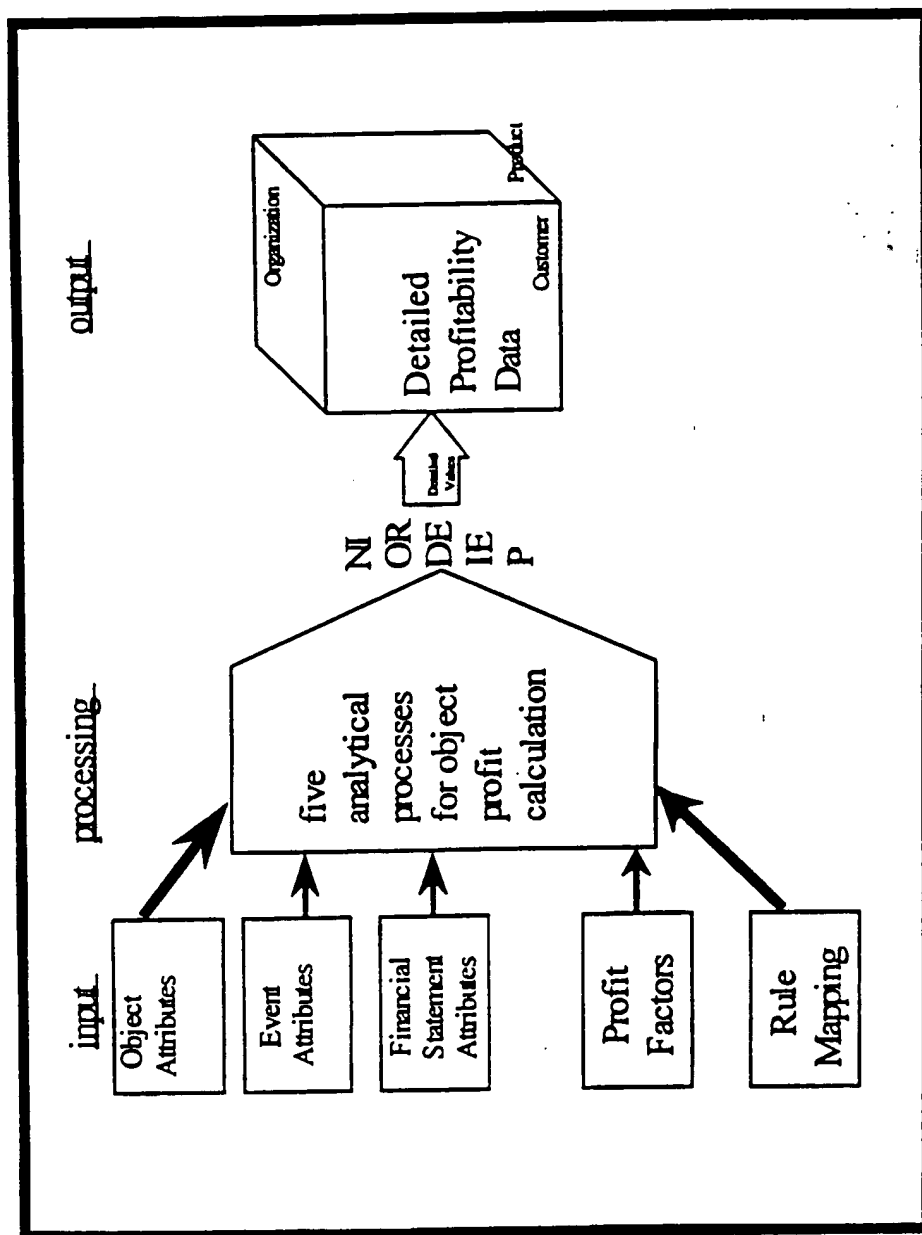 input
processing
output
Object
Attributes
Event
Attributes
Financial
Statement
Attributes
Profit
Factors
Rule
Mapping
five
analytical
processes
for object
profit
calculation
NI
OR
DE
IE
P
Detailed
Values
Organization
Detailed
Profitability
Data
Customer
Product